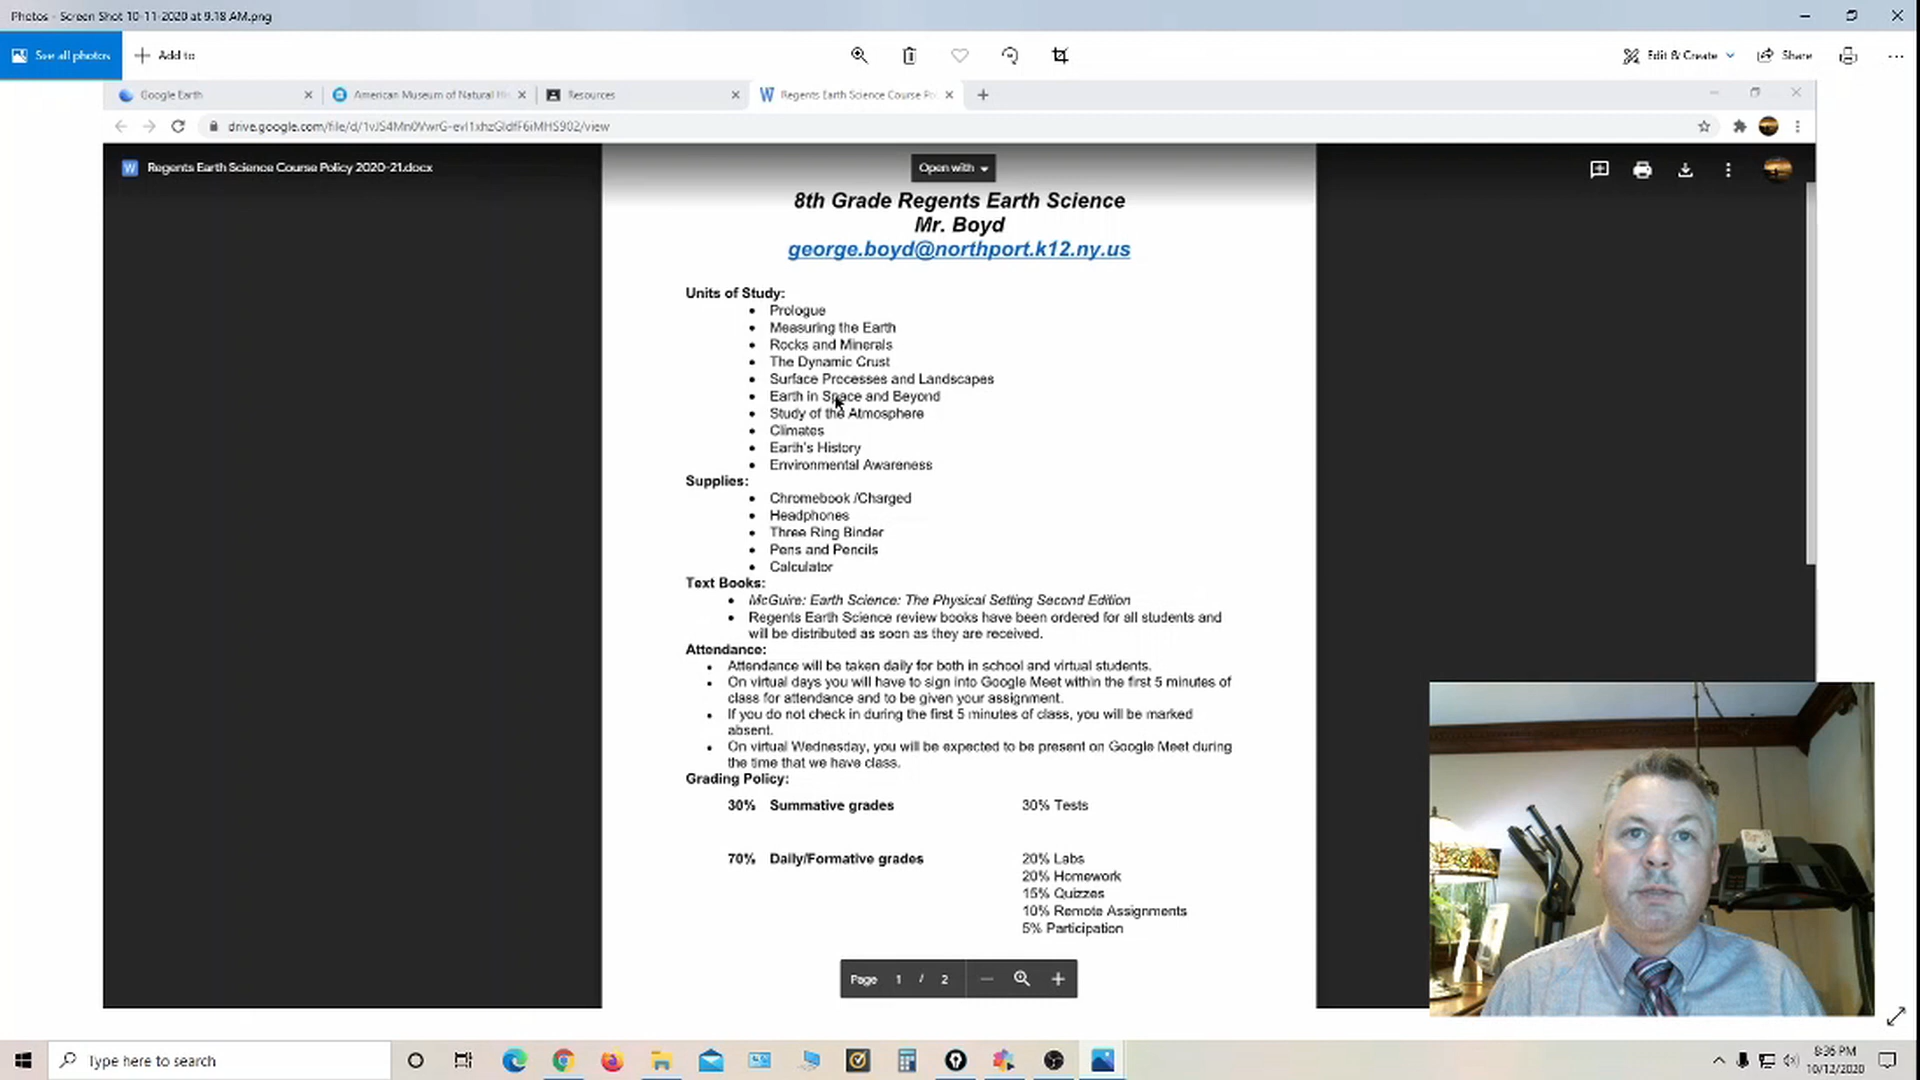 Photos - Screen Shot 10-11-2020 at 9.18 AM.png
See all photos
Add to
Edit & Create
Share
Google Earth
American Museum of Natural His
Resources
Regents Earth Science Course Po
Regents Earth Science Course Policy 2020-21.docx
Open with
8th Grade Regents Earth Science
Mr. Boyd
george.boyd@northport.k12.ny.us
Units of Study:
• Prologue
• Measuring the Earth
• Rocks and Minerals
• The Dynamic Crust
• Surface Processes and Landscapes
• Earth in Space and Beyond
• Study of the Atmosphere
• Climates
• Earth's History
• Environmental Awareness
Supplies:
• Chromebook /Charged
• Headphones
• Three Ring Binder
• Pens and Pencils
• Calculator
Text Books:
• McGuire: Earth Science: The Physical Setting Second Edition
• Regents Earth Science review books have been ordered for all students and
will be distributed as soon as they are received.
Attendance:
• Attendance will be taken daily for both in school and virtual students.
• On virtual days you will have to sign into Google Meet within the first 5 minutes of
class for attendance and to be given your assignment.
• If you do not check in during the first 5 minutes of class, you will be marked
absent.
• On virtual Wednesday, you will be expected to be present on Google Meet during
the time that we have class.
Grading Policy:
30% Summative grades 30% Tests
70% Daily/Formative grades 20% Labs
20% Homework
15% Quizzes
10% Remote Assignments
5% Participation
Page 1 / 2
Type here to search
8:36 PM
10/12/2020